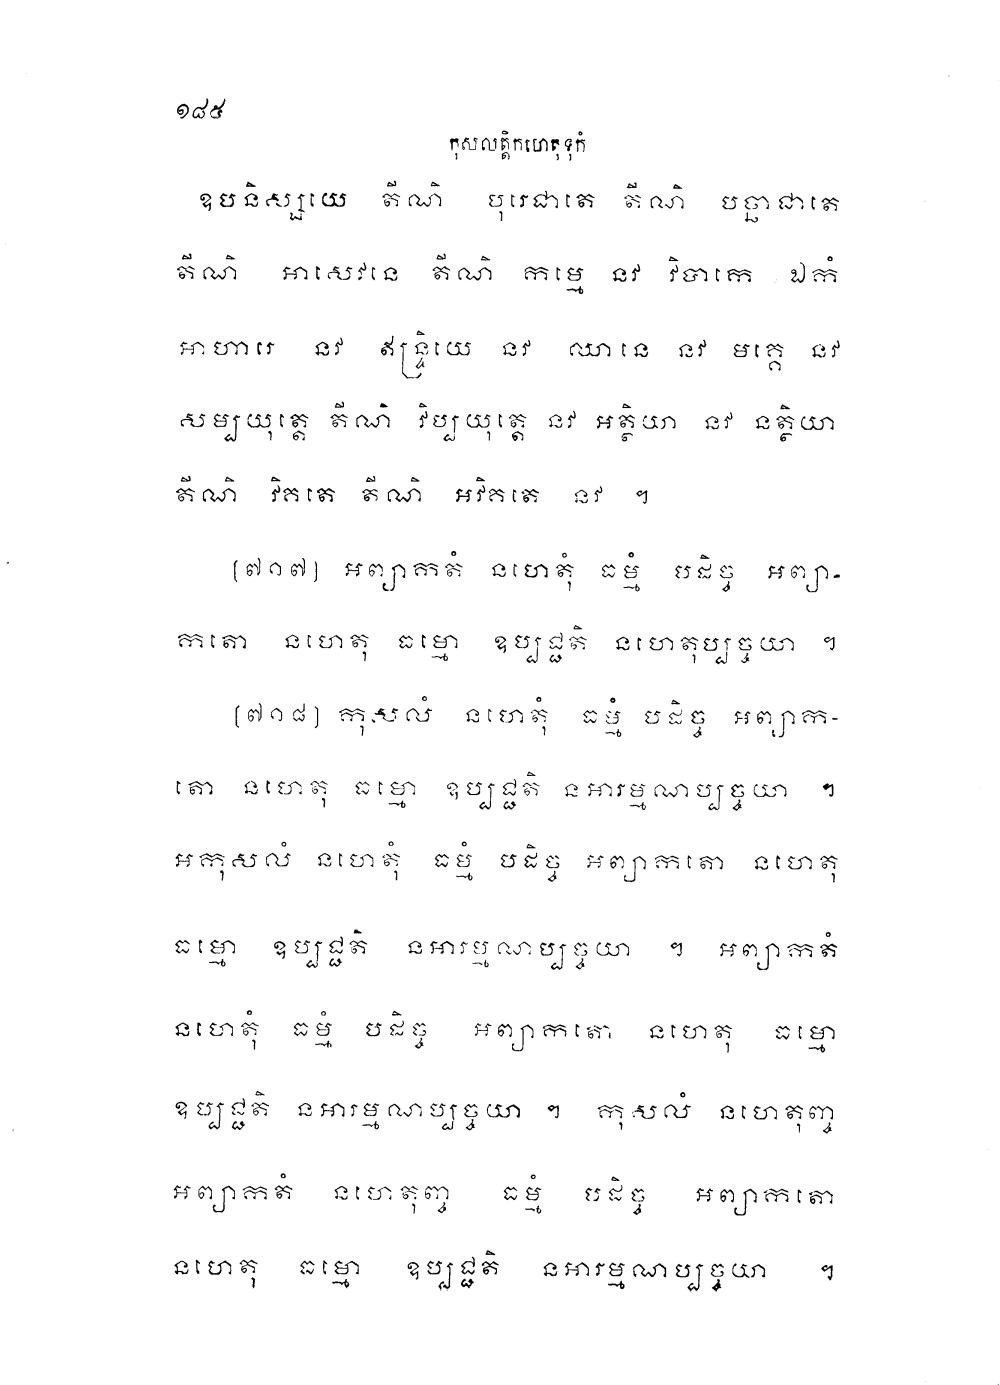 ១៨៥
កុសលត្តិកហេតុទុកំ
ឧបនិស្សយេ តីណិ បុរេជាតេ តីណិ បច្ឆាជាតេ
តីណិ អាសេវនេ តីណិ កម្មេ នវ វិបាកេ ឯកំ
អាហារេ នវ ឥន្ទ្រិយេ នវ ឈានេ នវ មគ្គេ នវ
សម្បយុត្តេ តីណិ វិប្បយុត្តេ នវ អត្ថិយា នវ នត្ថិយា
តីណិ វិគតេ តីណិ អវិគតេ នវ ។
(៧១៧) អព្យាកតំ នហេតុំ ធម្មំ បដិច្ច អព្យា-
កតោ នហេតុ ធម្មោ ឧប្បជ្ជតិ នហេតុប្បច្ចយា ។
(៧១៨) កុសលំ នហេតុំ ធម្មំ បដិច្ច អព្យាក-
តោ នហេតុ ធម្មោ ឧប្បជ្ជតិ នអារម្មណប្បច្ចយា ។
អកុសលំ នហេតុំ ធម្មំ បដិច្ច អព្យាកតោ នហេតុ
ធម្មោ ឧប្បជ្ជតិ នអារម្មណប្បច្ចយា ។ អព្យាកតំ
នហេតុំ ធម្មំ បដិច្ច អព្យាកតោ នហេតុ ធម្មោ
ឧប្បជ្ជតិ នអារម្មណប្បច្ចយា ។ កុសលំ នហេតុញ្ច
អព្យាកតំ នហេតុញ្ច ធម្មំ បដិច្ច អព្យាកតោ
នហេតុ ធម្មោ ឧប្បជ្ជតិ នអារម្មណប្បច្ចយា ។